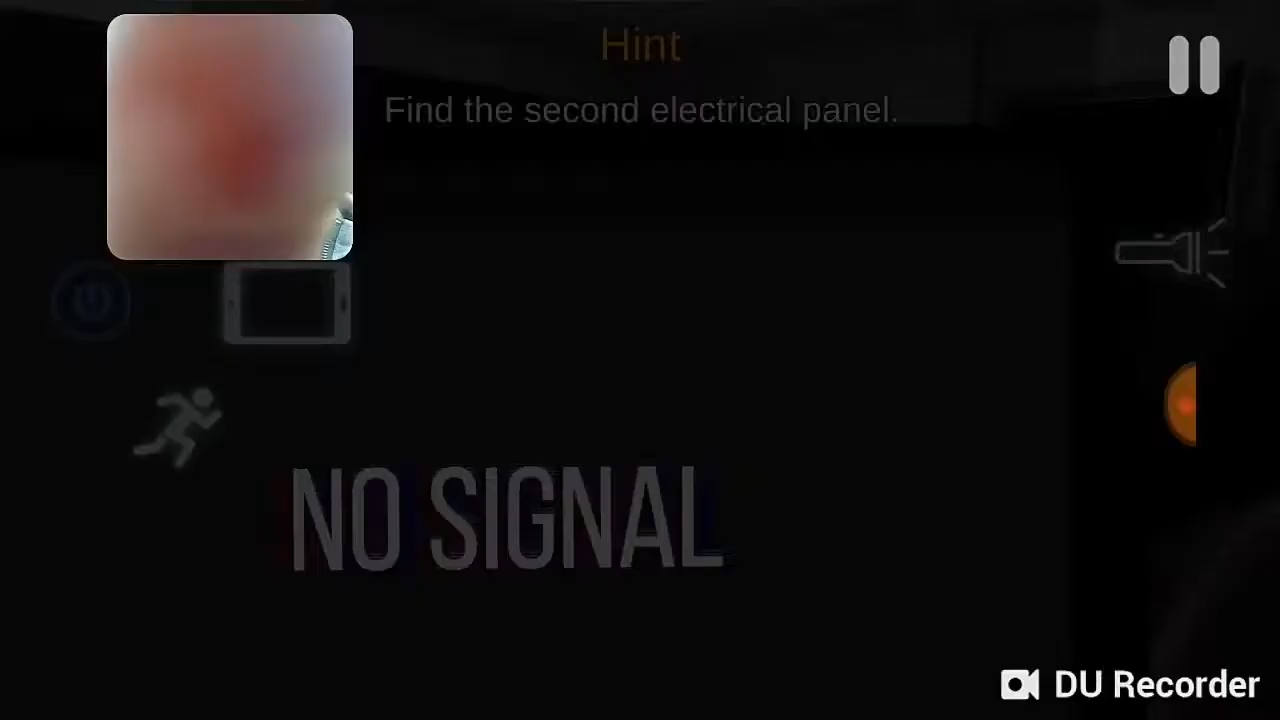 Hint
Find the second electrical panel.
NO SIGNAL
DU Recorder